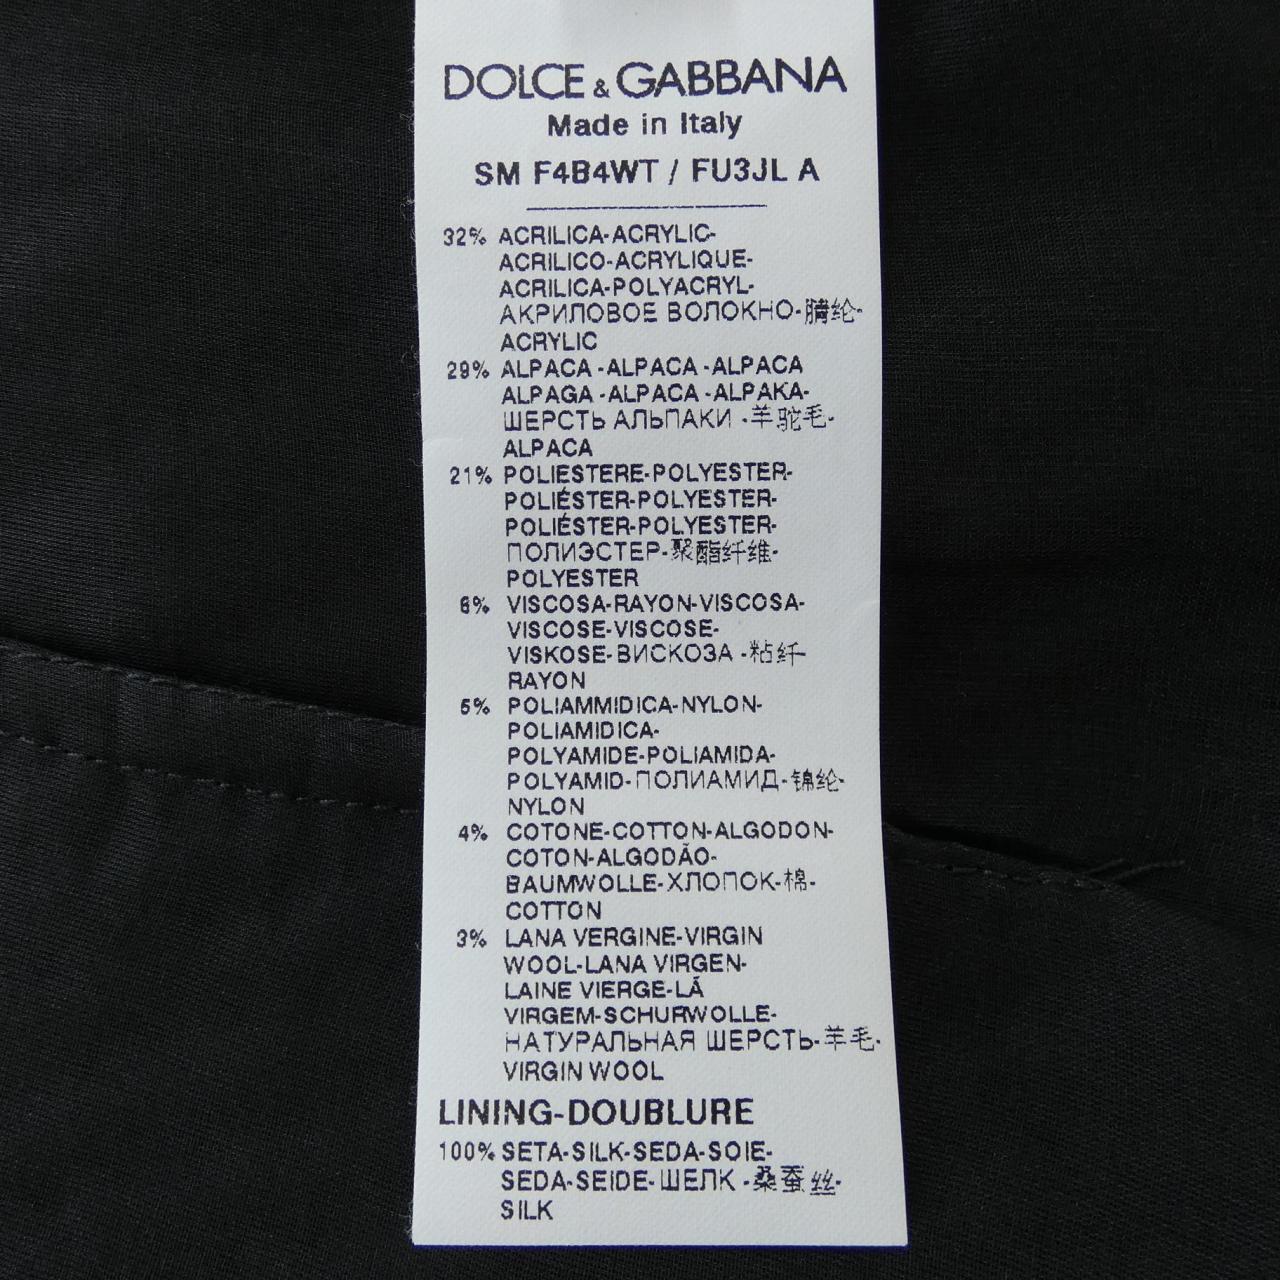 DOLCE & GABBANA
Made in Italy
SM F4B4WT / FU3JL A
32% ACRILICA-ACRYLIC-
ACRILICO-ACRYLIQUE-
ACRILICA-POLYACRYL-
АКРИЛОВОЕ ВОЛОКНО-腈纶-
ACRYLIC
29% ALPACA -ALPACA -ALPACA
ALPAGA -ALPACA -ALPAKA-
ШЕРСТЬ АЛЬПАКИ -羊驼毛-
ALPACA
21% POLIESTERE-POLYESTER-
POLIÉSTER-POLYESTER-
POLIÉSTER-POLYESTER-
ПОЛИЭСТЕР-聚酯纤维-
POLYESTER
6% VISCOSA-RAYON-VISCOSA-
VISCOSE-VISCOSE-
VISKOSE-ВИСКОЗА -粘纤-
RAYON
5% POLIAMMIDICA-NYLON-
POLIAMIDICA-
POLYAMIDE-POLIAMIDA-
POLYAMID-ПОЛИАМИД-锦纶-
NYLON
4% COTONE-COTTON-ALGODON-
COTON-ALGODÃO-
BAUMWOLLE-ХЛОПОК-棉-
COTTON
3% LANA VERGINE-VIRGIN
WOOL-LANA VIRGEN-
LAINE VIERGE-LÃ
VIRGEM-SCHURWOLLE-
НАТУРАЛЬНАЯ ШЕРСТЬ-羊毛-
VIRGIN WOOL
LINING-DOUBLURE
100% SETA-SILK-SEDA-SOIE-
SEDA-SEIDE-ШЕЛК -桑蚕丝-
SILK